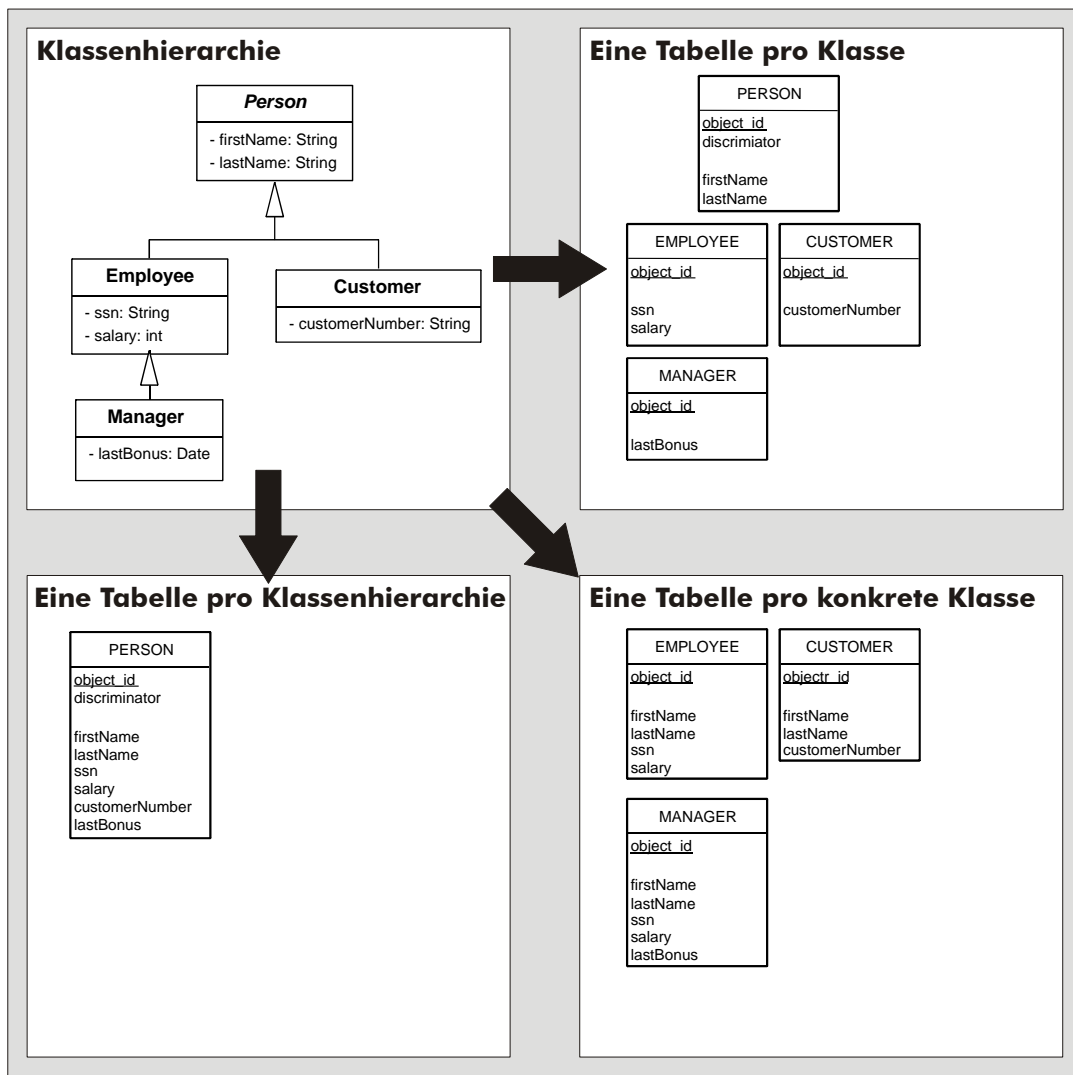 Klassenhierarchie
Person
- firstName: String
- lastName: String
Employee
- ssn: String
- salary: int
Customer
- customerNumber: String
Manager
- lastBonus: Date
Eine Tabelle pro Klasse
PERSON
object_id
discrimiator
firstName
lastName
EMPLOYEE
object_id
ssn
salary
CUSTOMER
object_id
customerNumber
MANAGER
object_id
lastBonus
Eine Tabelle pro Klassenhierarchie
PERSON
object_id
discriminator
firstName
lastName
ssn
salary
customerNumber
lastBonus
Eine Tabelle pro konkrete Klasse
EMPLOYEE
object_id
firstName
lastName
ssn
salary
CUSTOMER
objectr_id
firstName
lastName
customerNumber
MANAGER
object_id
firstName
lastName
ssn
salary
lastBonus